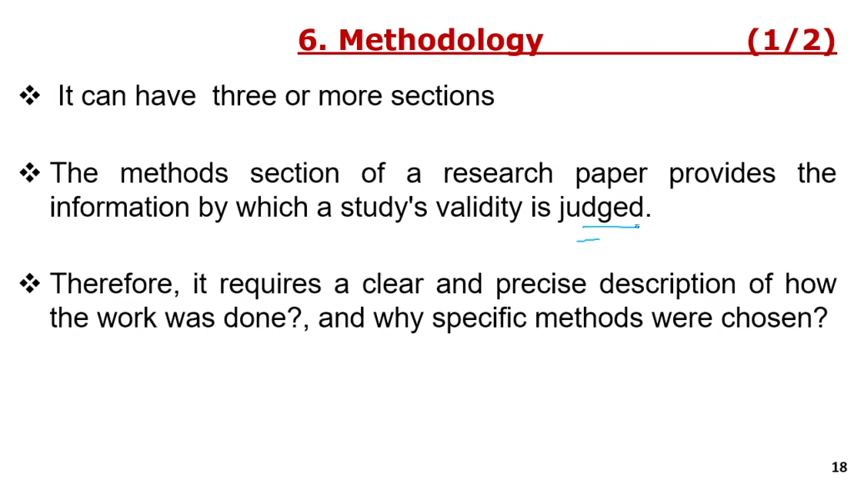 6. Methodology (1/2)
❖ It can have three or more sections
❖ The methods section of a research paper provides the
information by which a study's validity is judged.
❖ Therefore, it requires a clear and precise description of how
the work was done?, and why specific methods were chosen?
18